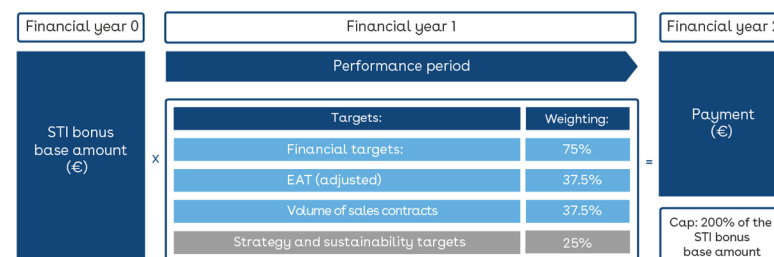 Financial year 0
Financial year 1
Financial year
Performance period
STI bonus
base amount
(€)
x
Targets:
Weighting:
Financial targets:
75%
EAT (adjusted)
37.5%
Volume of sales contracts
37.5%
Strategy and sustainability targets
25%
=
Payment
(€)
Cap: 200% of the
STI bonus
base amount